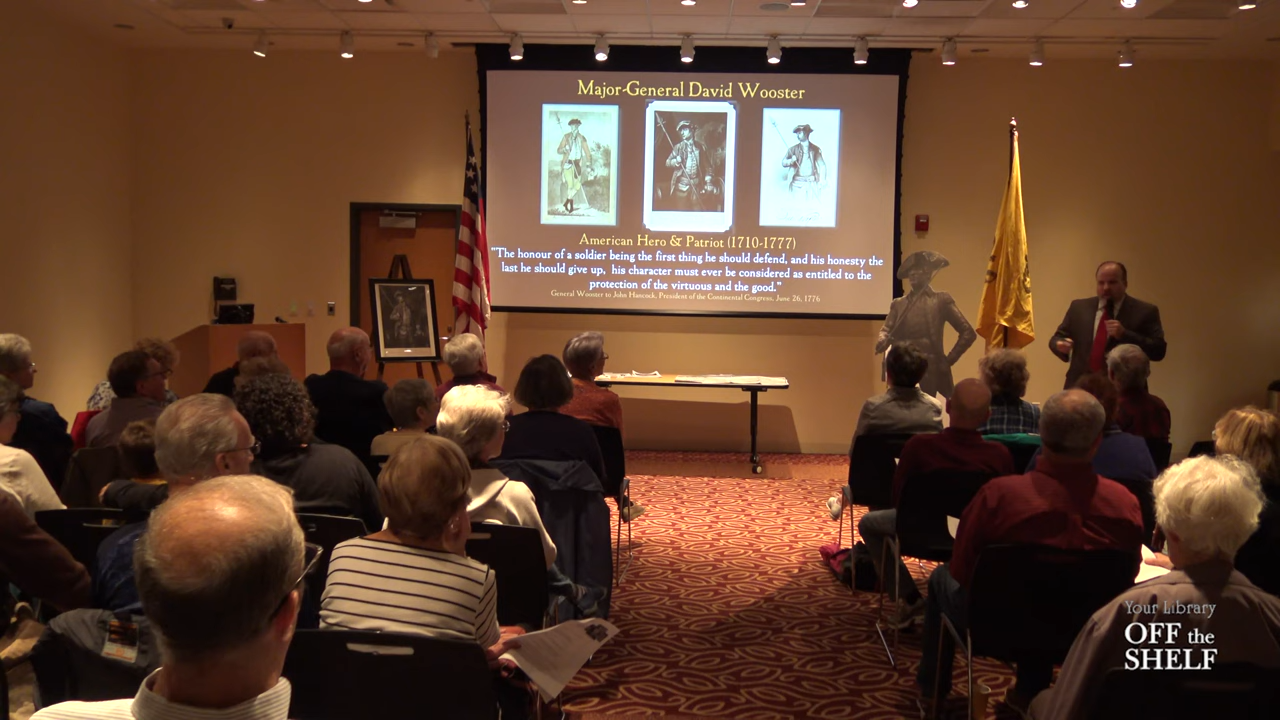 Major-General David Wooster
American Hero & Patriot (1710-1777)
"The honour of a soldier being the first thing he should defend, and his honesty the
last he should give up, his character must ever be considered as entitled to the
protection of the virtuous and the good."
General Wooster to John Hancock, President of the Continental Congress, June 26, 1776
Your Library
OFF the
SHELF